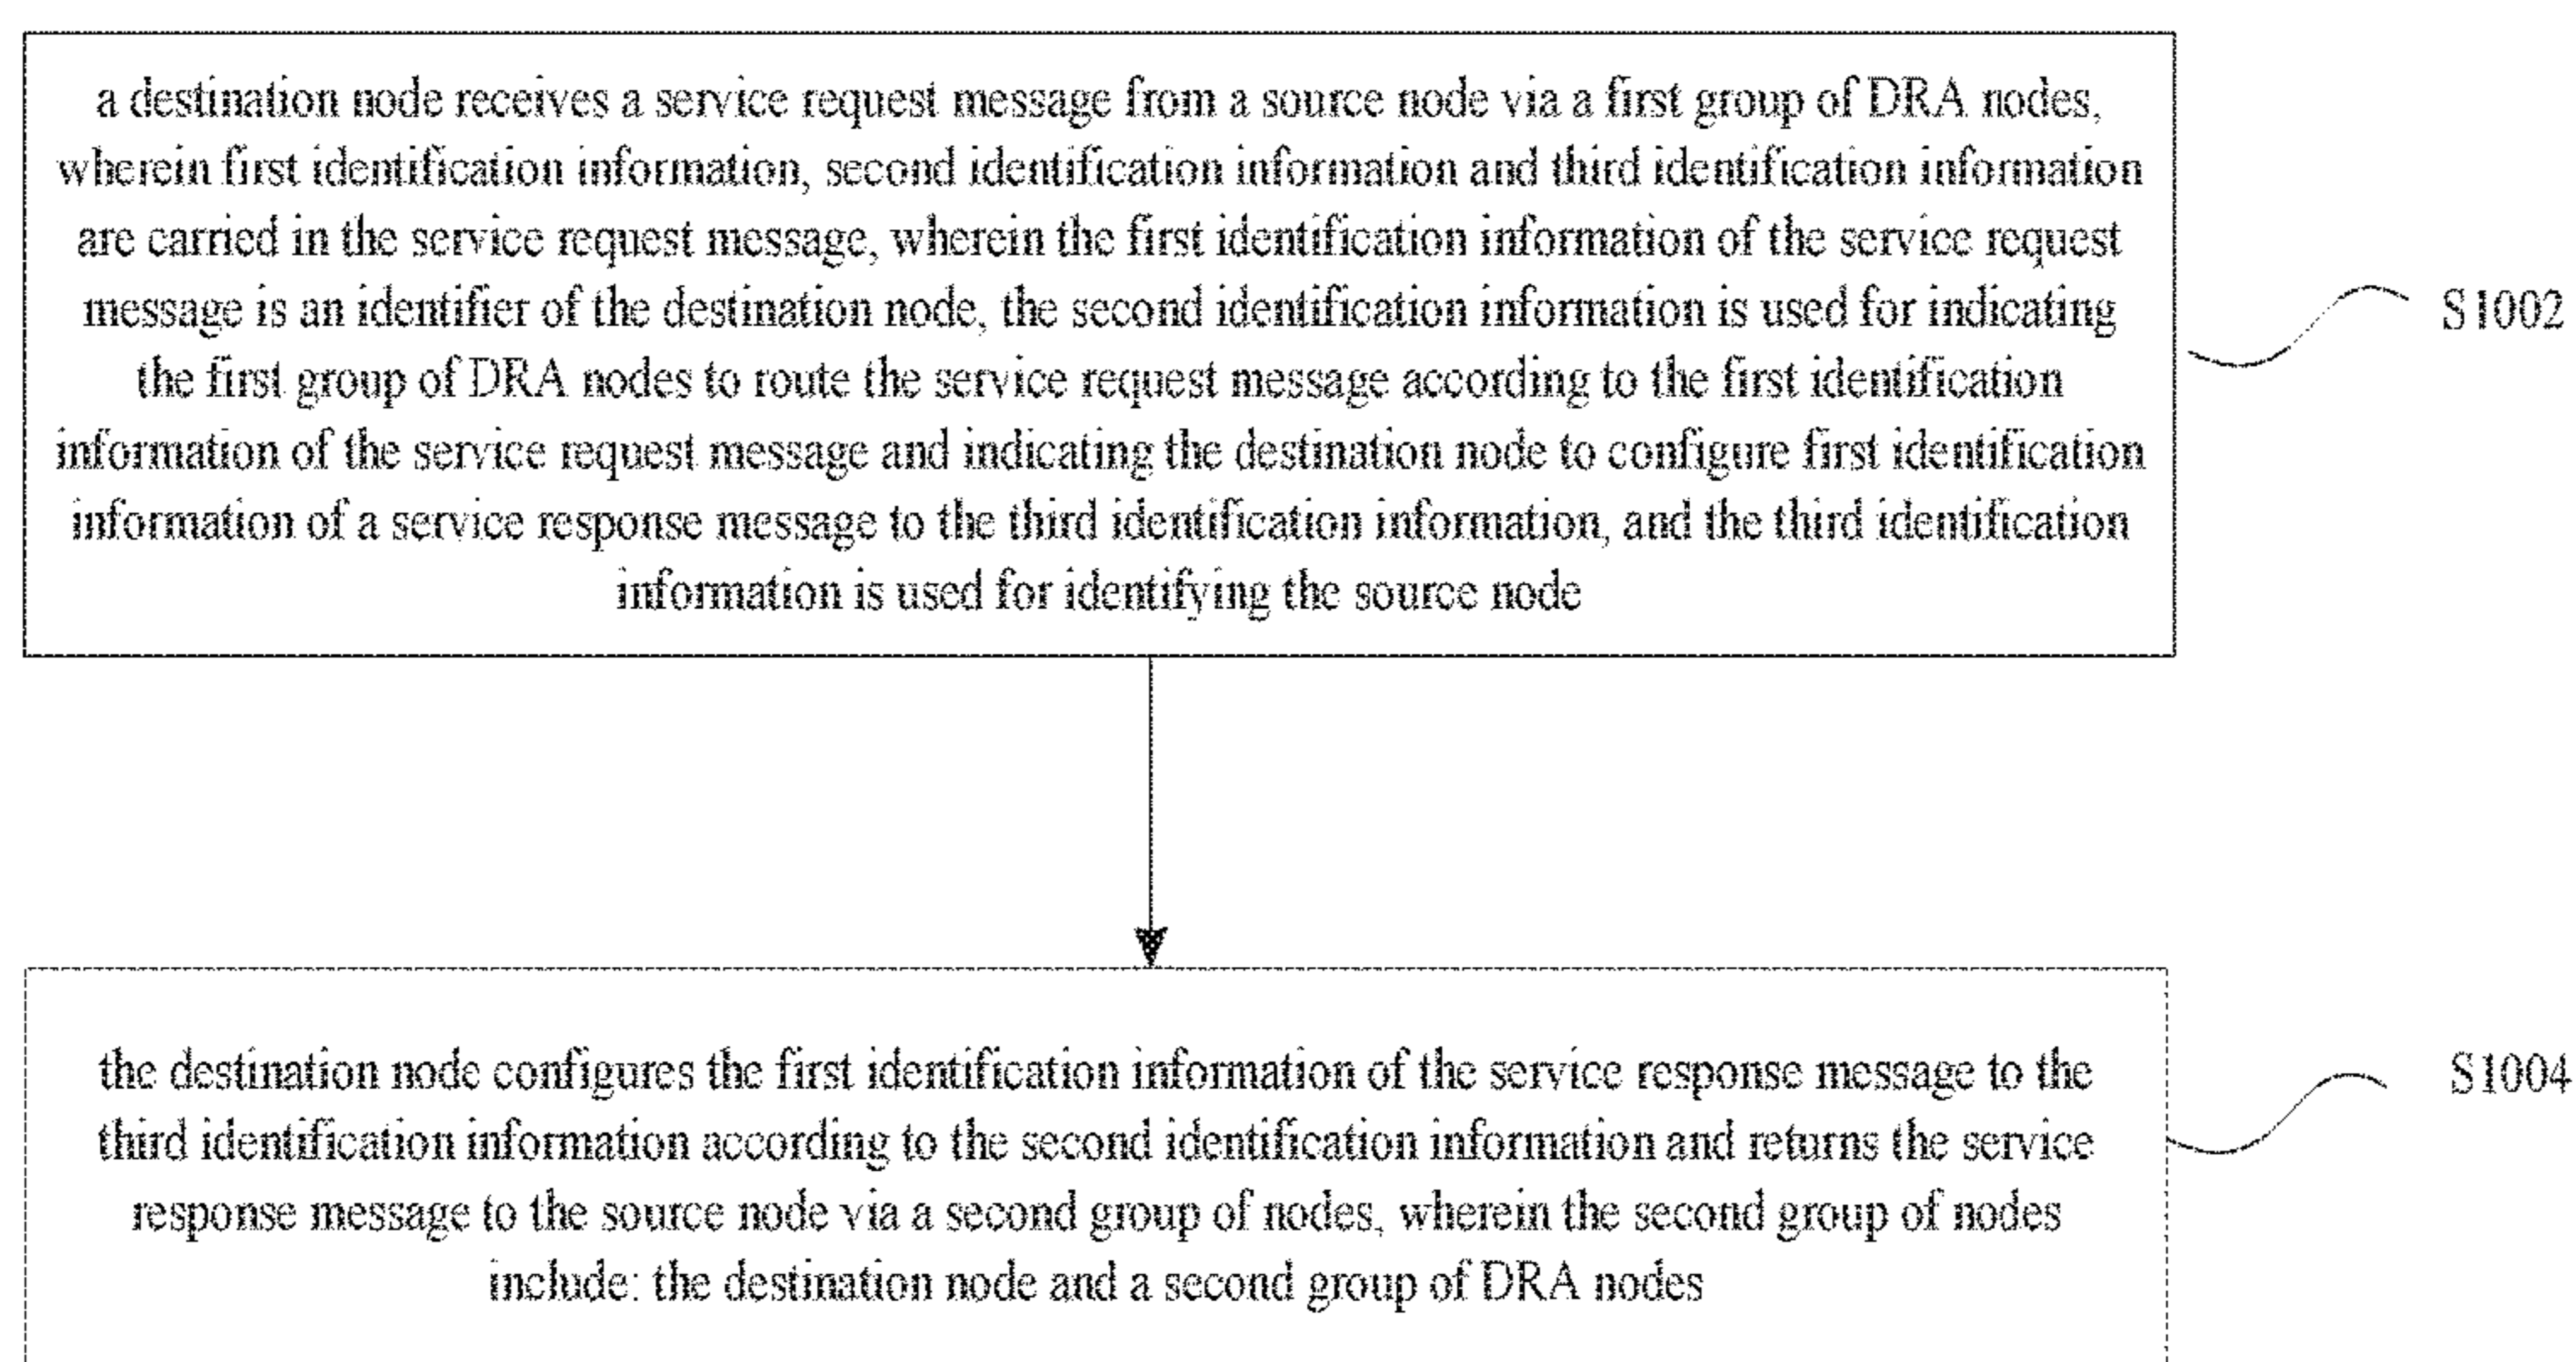 a destination node receives a service request message from a source node via a first group of DRA nodes,
wherein first identification information, second identification information and third identification information
are carried in the service request message, wherein the first identification information of the service request
message is an identifier of the destination node, the second identification information is used for indicating
the first group of DRA nodes to route the service request message according to the first identification
information of the service request message and indicating the destination node to configure first identification
information of a service response message to the third identification information, and the third identification
information is used for identifying the source node
S1002
the destination node configures the first identification information of the service response message to the
third identification information according to the second identification information and returns the service
response message to the source node via a second group of nodes, wherein the second group of nodes
include: the destination node and a second group of DRA nodes
S1004